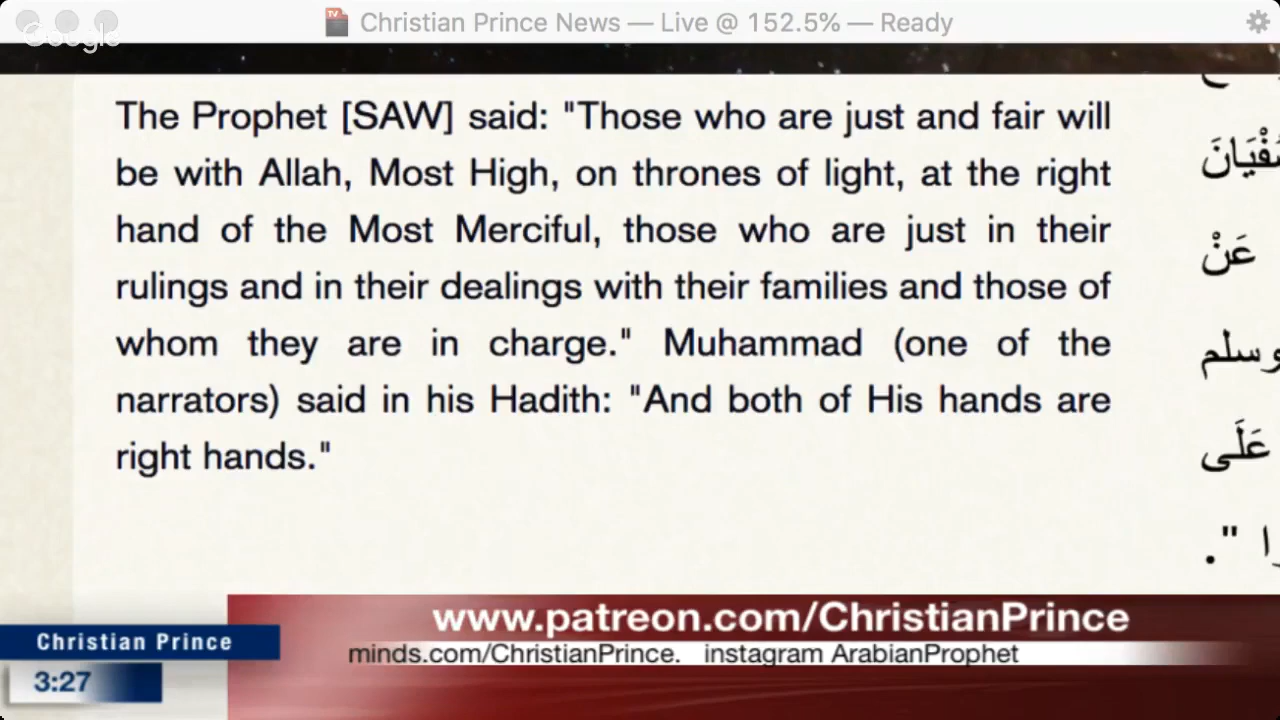 Christian Prince News — Live @ 152.5% — Ready
Google
The Prophet [SAW] said: "Those who are just and fair will
be with Allah, Most High, on thrones of light, at the right
hand of the Most Merciful, those who are just in their
rulings and in their dealings with their families and those of
whom they are in charge." Muhammad (one of the
narrators) said in his Hadith: "And both of His hands are
right hands."
عَنْ
وسلم
عَلَى
www.patreon.com/ChristianPrince
minds.com/ChristianPrince. instagram ArabianProphet
Christian Prince
3:27